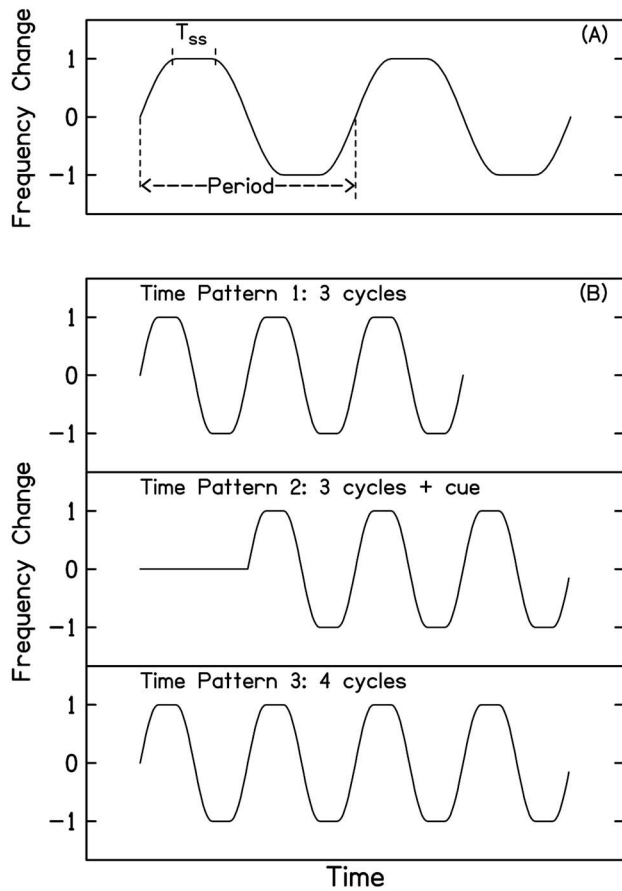 Frequency Change
T_ss
(A)
1
0
-1
<---Period--->
Time Pattern 1: 3 cycles
(B)
1
0
-1
Time Pattern 2: 3 cycles + cue
Frequency Change
1
0
-1
Time Pattern 3: 4 cycles
1
0
-1
Time